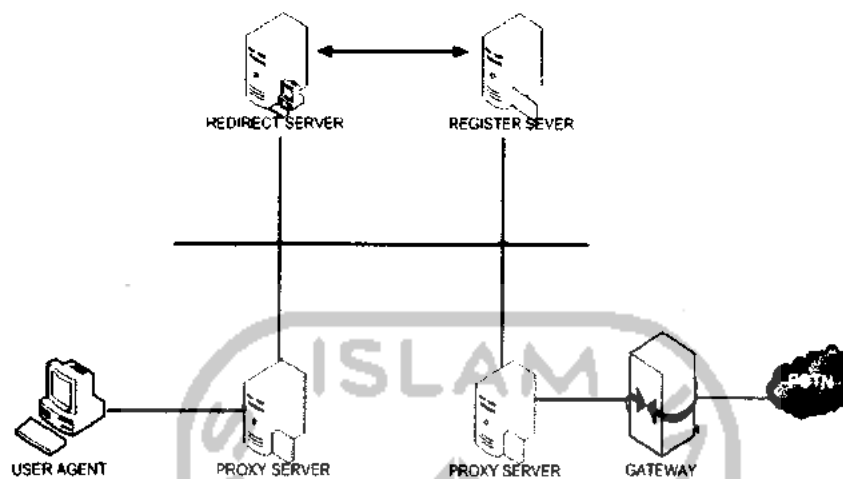 REDIRECT SERVER
REGISTER SEVER
ISLAM
PSTN
USER AGENT
PROXY SERVER
PROXY SERVER
GATEWAY